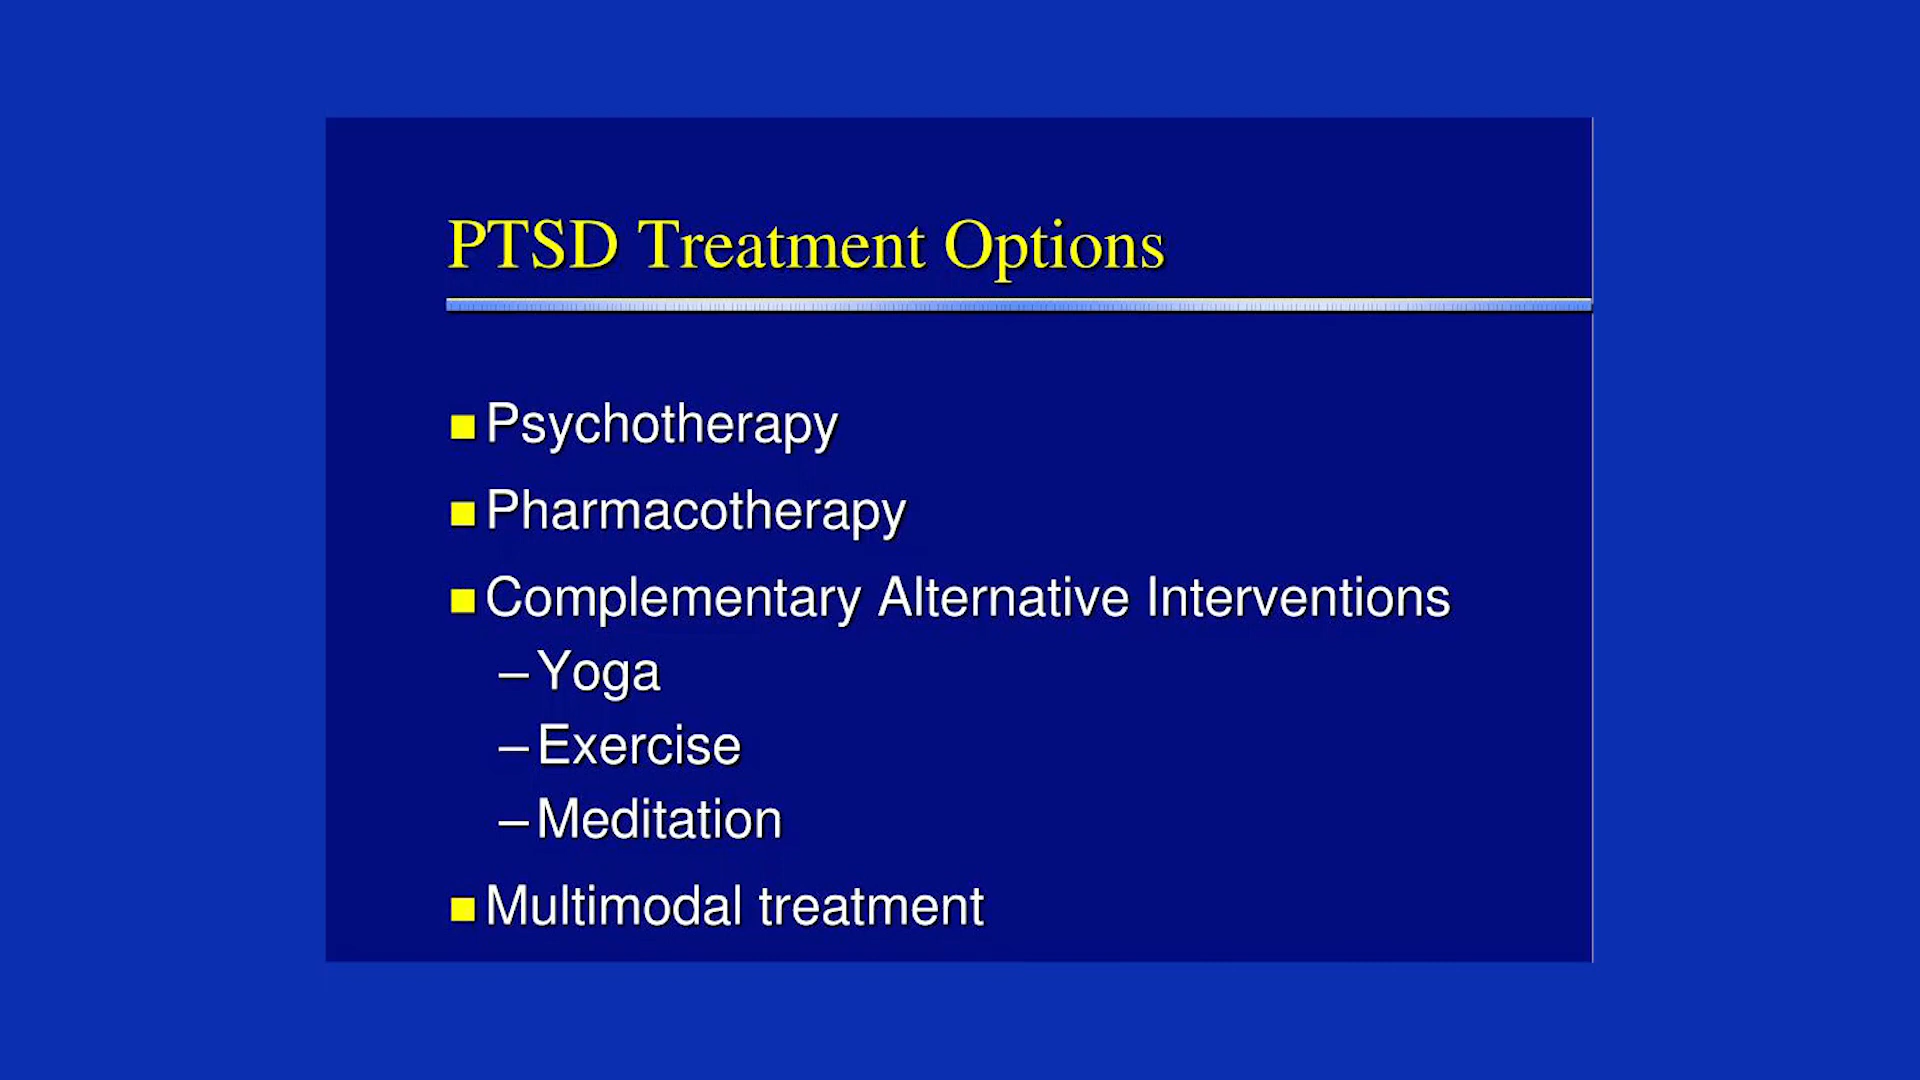 PTSD Treatment Options
Psychotherapy
Pharmacotherapy
Complementary Alternative Interventions
– Yoga
– Exercise
– Meditation
Multimodal treatment